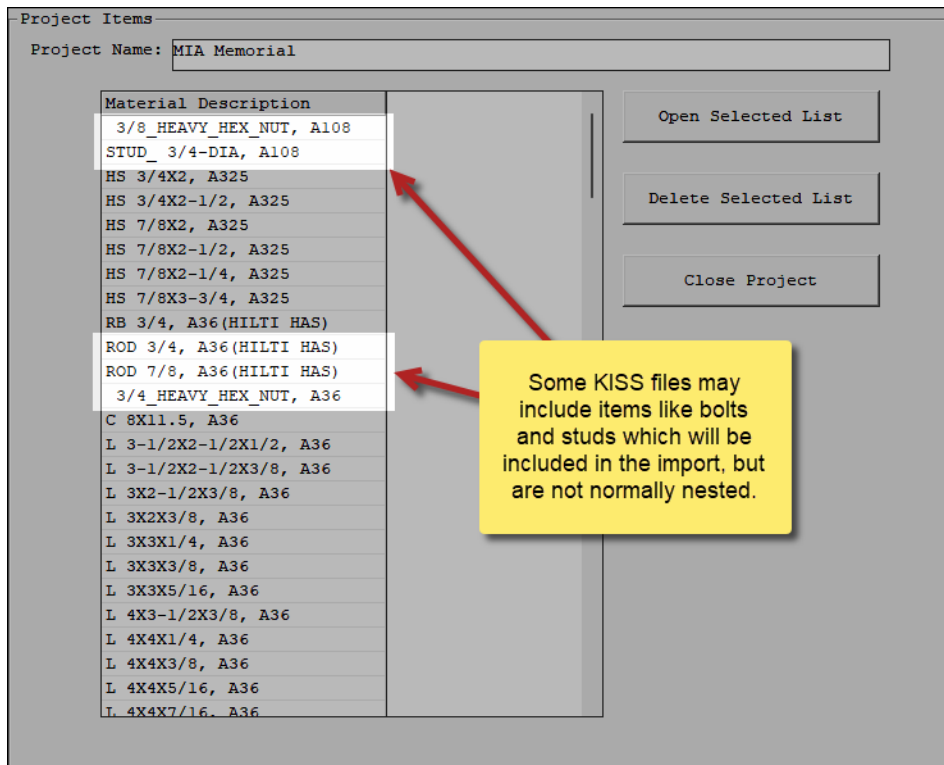 Project Items
Project Name: MIA Memorial
Material Description
3/8_HEAVY_HEX_NUT, A108
STUD_ 3/4-DIA, A108
HS 3/4X2, A325
HS 3/4X2-1/2, A325
HS 7/8X2, A325
HS 7/8X2-1/2, A325
HS 7/8X2-1/4, A325
HS 7/8X3-3/4, A325
RB 3/4, A36(HILTI HAS)
ROD 3/4, A36(HILTI HAS)
ROD 7/8, A36(HILTI HAS)
3/4_HEAVY_HEX_NUT, A36
C 8X11.5, A36
L 3-1/2X2-1/2X1/2, A36
L 3-1/2X2-1/2X3/8, A36
L 3X2-1/2X3/8, A36
L 3X2X3/8, A36
L 3X3X1/4, A36
L 3X3X3/8, A36
L 3X3X5/16, A36
L 4X3-1/2X3/8, A36
L 4X4X1/4, A36
L 4X4X3/8, A36
L 4X4X5/16, A36
L 4X4X7/16, A36
Open Selected List
Delete Selected List
Close Project
Some KISS files may
include items like bolts
and studs which will be
included in the import, but
are not normally nested.